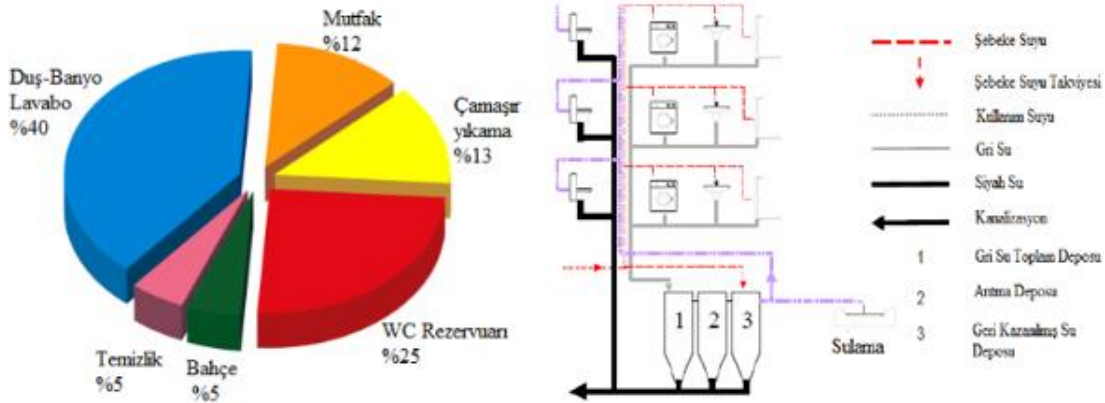 Mutfak
%12
Duş-Banyo
Lavabo
%40
Çamaşır
yıkama
%13
WC Rezervuarı
%25
Bahçe
%5
Temizlik
%5
1
2
3
Sulama
Şebeke Suyu
Şebeke Suyu Takviyesi
Kullanım Suyu
Gri Su
Siyah Su
Kanalizasyon
1 Gri Su Toplam Deposu
2 Arıtma Deposu
3 Geri Kazanılmış Su
Deposu